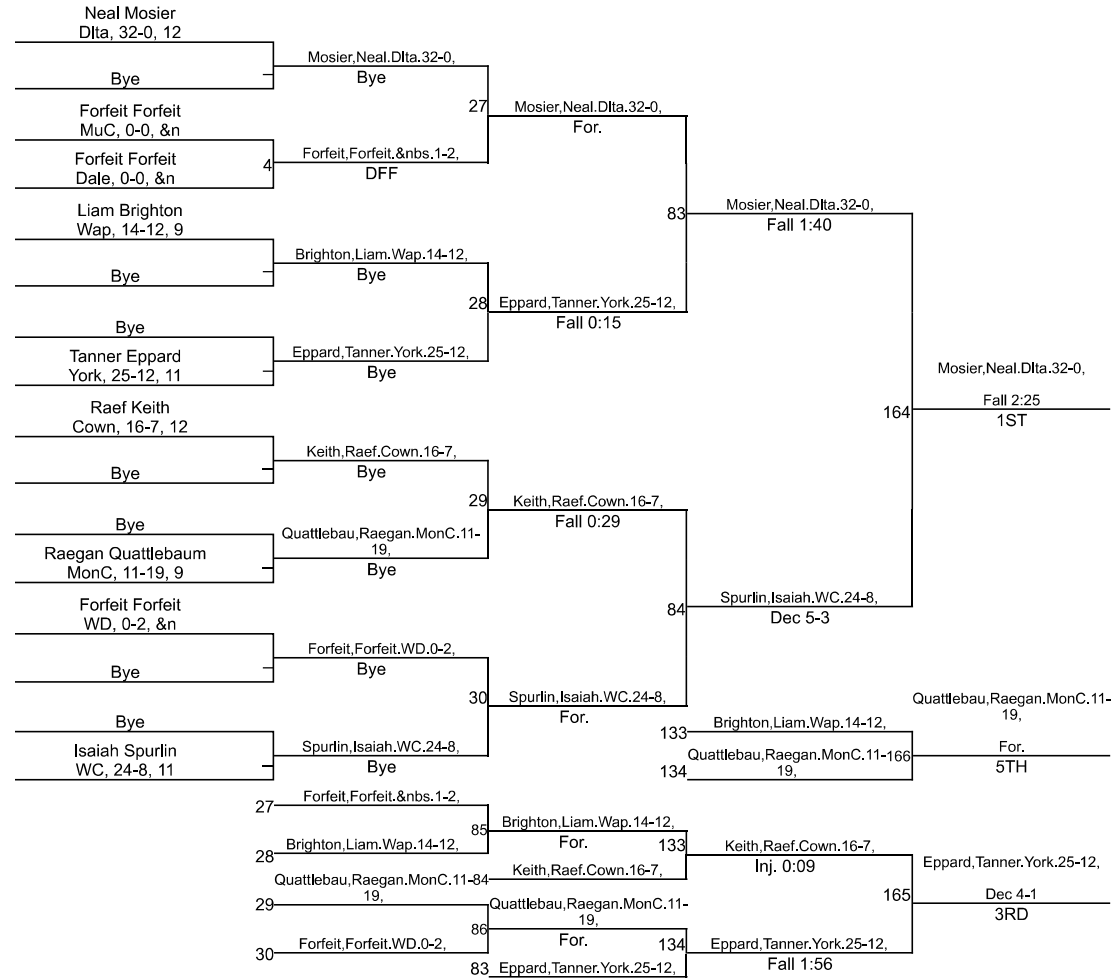 Neal Mosier
Dlta, 32-0, 12
Bye
Forfeit Forfeit
MuC, 0-0, &n
Forfeit Forfeit
Dale, 0-0, &n
Liam Brighton
Wap, 14-12, 9
Bye
Bye
Tanner Eppard
York, 25-12, 11
Raef Keith
Cown, 16-7, 12
Bye
Bye
Raegan Quattlebaum
MonC, 11-19, 9
Forfeit Forfeit
WD, 0-2, &n
Bye
Bye
Isaiah Spurlin
WC, 24-8, 11
Mosier,Neal.Dlta.32-0,
Bye
4
Forfeit,Forfeit.&nbs.1-2,
DFF
Brighton,Liam.Wap.14-12,
Bye
Eppard,Tanner.York.25-12,
Bye
Keith,Raef.Cown.16-7,
Bye
Quattlebau,Raegan.MonC.11-
19,
Bye
Forfeit,Forfeit.WD.0-2,
Bye
Spurlin,Isaiah.WC.24-8,
Bye
27
Mosier,Neal.Dlta.32-0,
For.
28
Eppard,Tanner.York.25-12,
Fall 0:15
29
Keith,Raef.Cown.16-7,
Fall 0:29
30
Spurlin,Isaiah.WC.24-8,
For.
83
Mosier,Neal.Dlta.32-0,
Fall 1:40
84
Spurlin,Isaiah.WC.24-8,
Dec 5-3
164
Mosier,Neal.Dlta.32-0,
Fall 2:25
1ST
133
Brighton,Liam.Wap.14-12,
134
Quattlebau,Raegan.MonC.11-
19,
166
Quattlebau,Raegan.MonC.11-
19,
For.
5TH
27
Forfeit,Forfeit.&nbs.1-2,
28
Brighton,Liam.Wap.14-12,
Quattlebau,Raegan.MonC.11-
19,
29
30
Forfeit,Forfeit.WD.0-2,
85
Brighton,Liam.Wap.14-12,
For.
84
Keith,Raef.Cown.16-7,
86
Quattlebau,Raegan.MonC.11-
19,
For.
83
Eppard,Tanner.York.25-12,
133
Keith,Raef.Cown.16-7,
Inj. 0:09
134
Eppard,Tanner.York.25-12,
Fall 1:56
165
Eppard,Tanner.York.25-12,
Dec 4-1
3RD